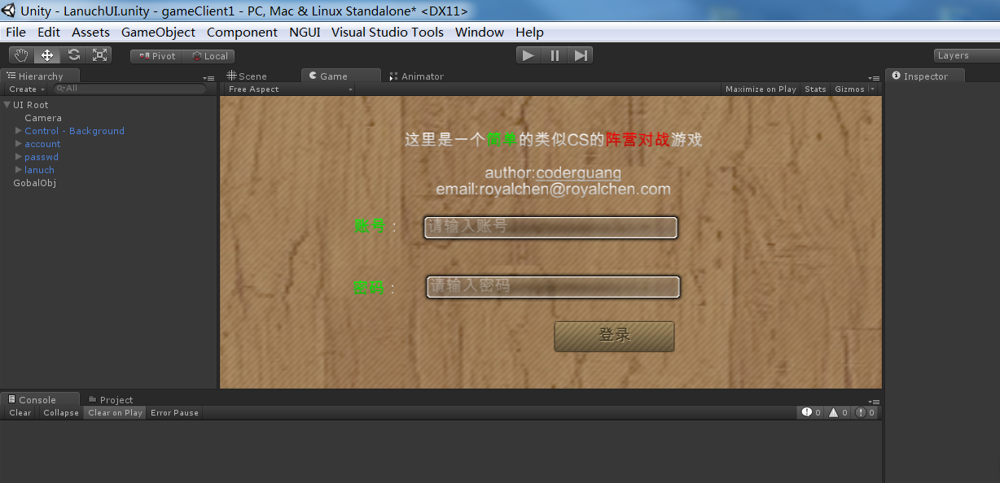 Unity - LanuchUI.unity - gameClient1 - PC, Mac & Linux Standalone* <DX11>
File Edit Assets GameObject Component NGUI Visual Studio Tools Window Help
Pivot Local Layers
Hierarchy Scene Game Animator Inspector
Create All Free Aspect Maximize on Play Stats Gizmos
UI Root
Camera
Control - Background
account
passwd
lanuch
GobalObj
这里是一个简单的类似CS的阵营对战游戏
author:coderguang
email:royalchen@royalchen.com
账号: 请输入账号
密码: 请输入密码
登录
Console Project
Clear Collapse Clear on Play Error Pause 0 0 0